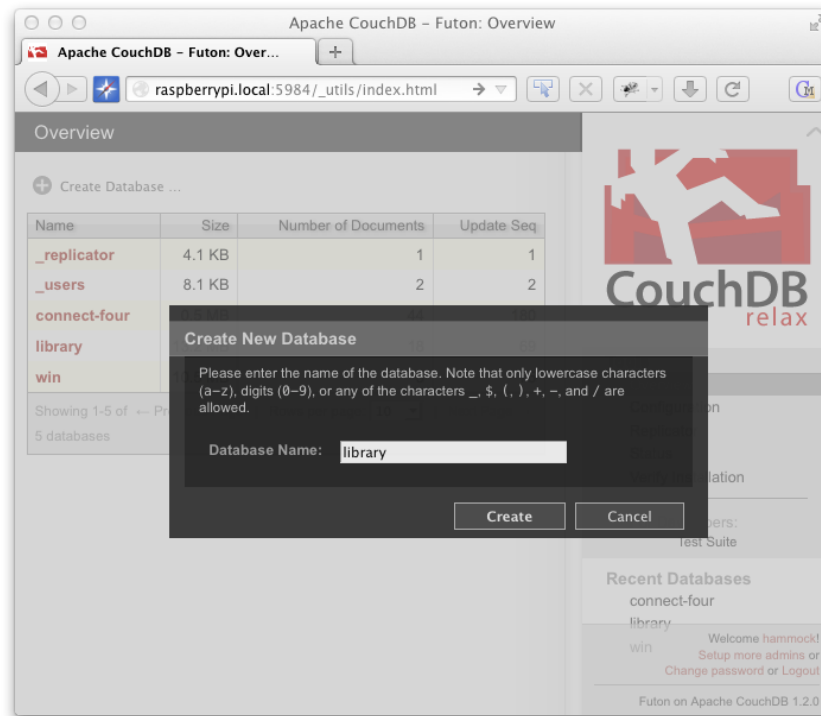 Apache CouchDB – Futon: Overview
Apache CouchDB – Futon: Over...
raspberrypi.local:5984/_utils/index.html
Overview
Create Database ...
Name Size Number of Documents Update Seq
_replicator 4.1 KB 1 1
_users 8.1 KB 2 2
connect-four 44
library
win
Showing 1-5 of ← Pr
5 databases
CouchDB
relax
Create New Database
Please enter the name of the database. Note that only lowercase characters
(a–z), digits (0–9), or any of the characters _, $, (, ), +, -, and / are
allowed.
Database Name: library
Create Cancel
Test Suite
Recent Databases
connect-four
library
win
Welcome hammock!
Setup more admins or
Change password or Logout
Futon on Apache CouchDB 1.2.0